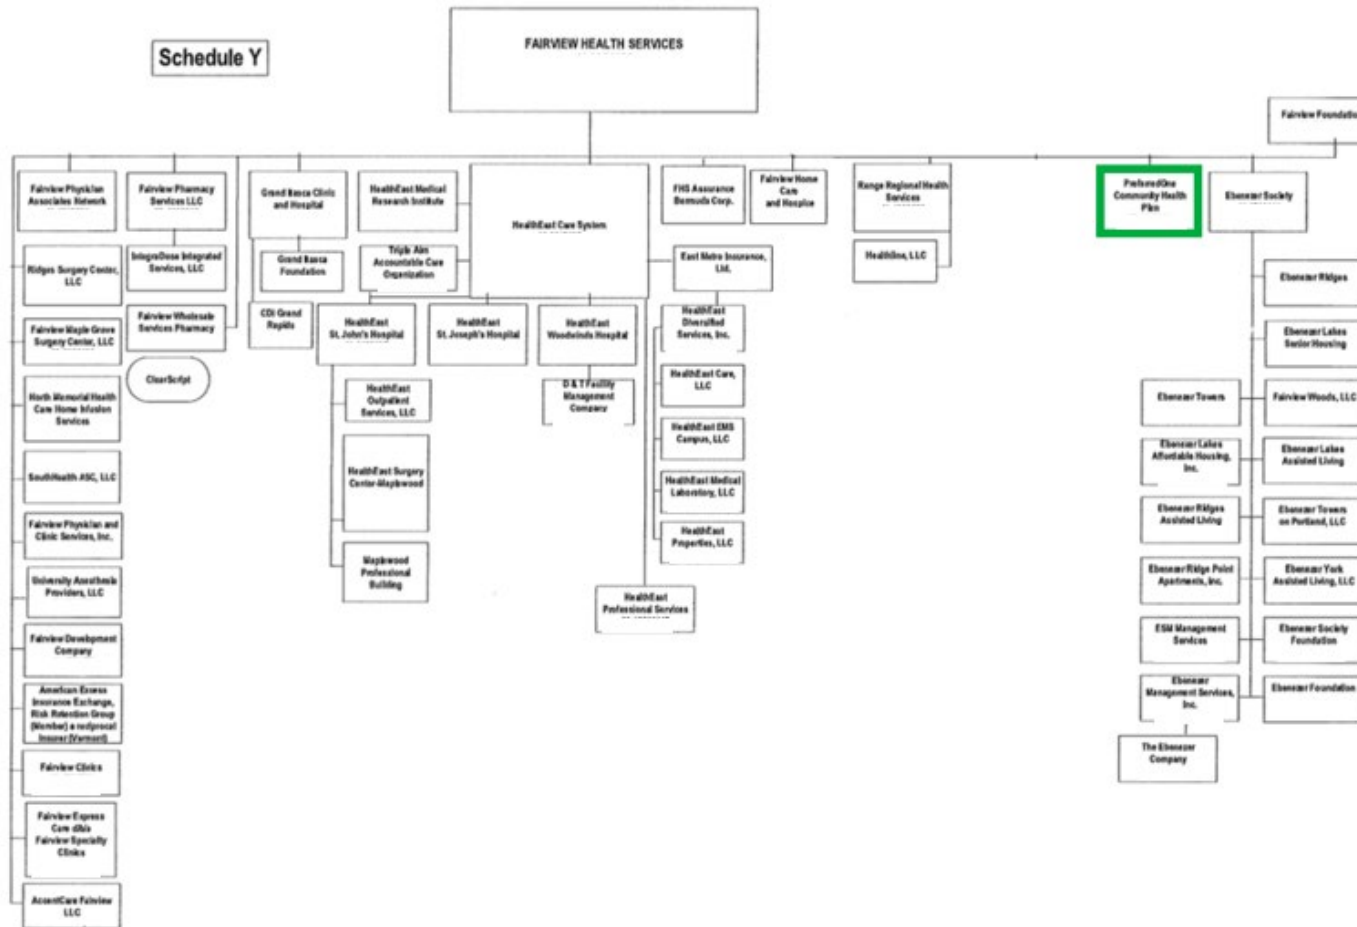 Schedule Y
FAIRVIEW HEALTH SERVICES
Fairview Foundatio
Fairview Physician
Associates Network
Fairview Pharmacy
Services LLC
Grand Itasca Clinic
and Hospital
HealthEast Medical
Research Institute
HealthEast Care System
FHS Assurance
Bermuda Corp.
Fairview Home
Care
and Hospice
Range Regional Health
Services
PreferredOne
Community Health
Plan
Ebenezer Society
Ridges Surgery Center,
LLC
IntegraDose Integrated
Services, LLC
Grand Itasca
Foundation
Triple Aim
Accountable Care
Organization
East Metro Insurance,
Ltd.
Healthline, LLC
Ebenezer Ridges
Fairview Maple Grove
Surgery Center, LLC
Fairview Wholesale
Services Pharmacy
CDI Grand
Rapids
HealthEast
St. John's Hospital
HealthEast
St. Joseph's Hospital
HealthEast
Woodwinds Hospital
HealthEast
Diversified
Services, Inc.
Ebenezer Lakes
Senior Housing
ClearScript
North Memorial Health
Care Home Infusion
Services
HealthEast
Outpatient
Services, LLC
D & T Facility
Management
Company
HealthEast Care,
LLC
Ebenezer Towers
Fairview Woods, LLC
HealthEast EMS
Campus, LLC
Ebenezer Lakes
Affordable Housing,
Inc.
Ebenezer Lakes
Assisted Living
SouthHealth ASC, LLC
HealthEast Surgery
Center-Maplewood
HealthEast Medical
Laboratory, LLC
Ebenezer Ridges
Assisted Living
Ebenezer Towers
on Portland, LLC
Fairview Physician and
Clinic Services, Inc.
HealthEast
Properties, LLC
Maplewood
Professional
Building
Ebenezer Ridge Point
Apartments, Inc.
Ebenezer York
Assisted Living, LLC
University Anesthesia
Providers, LLC
HealthEast
Professional Services
Fairview Development
Company
ESM Management
Services
Ebenezer Society
Foundation
American Excess
Insurance Exchange,
Risk Retention Group
(Member) a reciprocal
Insurer (Vermont)
Ebenezer
Management Services,
Inc.
Ebenezer Foundation
Fairview Clinics
The Ebenezer
Company
Fairview Express
Care d/b/a
Fairview Specialty
Clinics
AccentCare Fairview
LLC